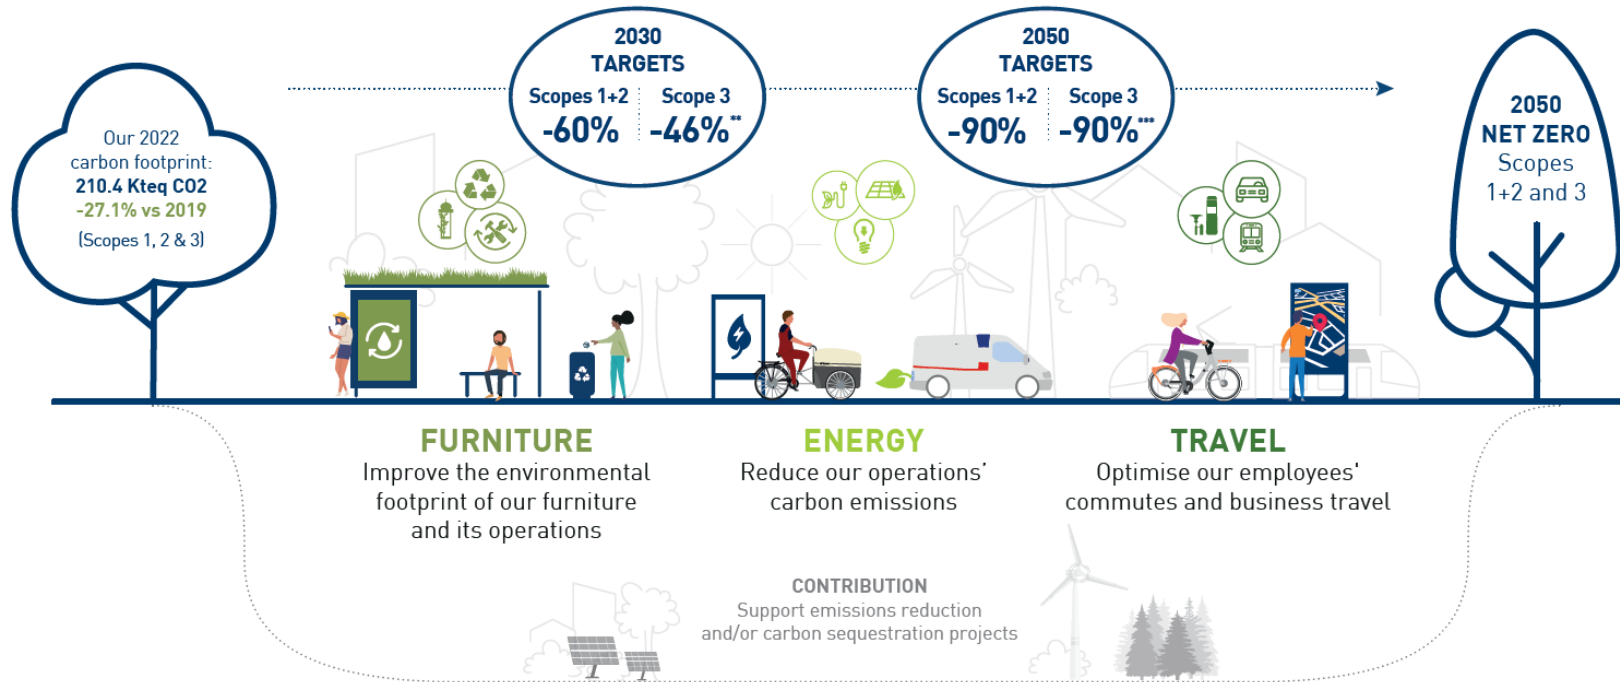 Our 2022
carbon footprint:
210.4 Kteq CO2
-27.1% vs 2019
(Scopes 1, 2 & 3)
2030
TARGETS
Scopes 1+2
-60%
Scope 3
-46%**
2050
TARGETS
Scopes 1+2
-90%
Scope 3
-90%***
2050
NET ZERO
Scopes
1+2 and 3
FURNITURE
Improve the environmental
footprint of our furniture
and its operations
ENERGY
Reduce our operations'
carbon emissions
TRAVEL
Optimise our employees'
commutes and business travel
CONTRIBUTION
Support emissions reduction
and/or carbon sequestration projects